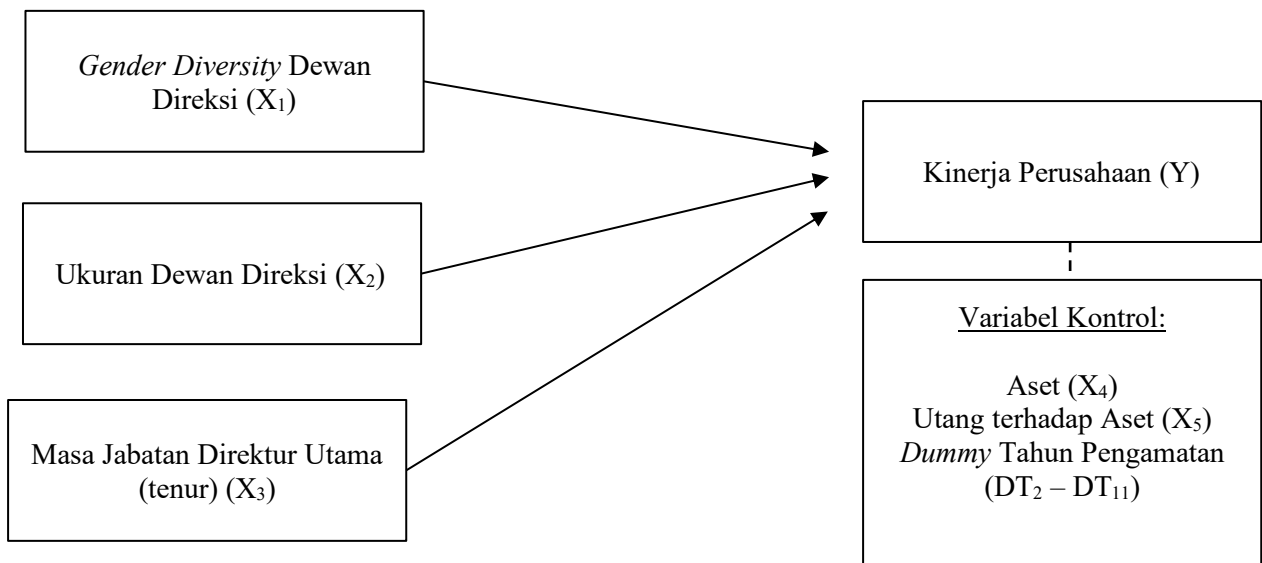 Gender Diversity Dewan
Direksi (X₁)
Ukuran Dewan Direksi (X₂)
Masa Jabatan Direktur Utama
(tenur) (X₃)
Kinerja Perusahaan (Y)
Variabel Kontrol:
Aset (X₄)
Utang terhadap Aset (X₅)
Dummy Tahun Pengamatan
(DT₂ – DT₁₁)